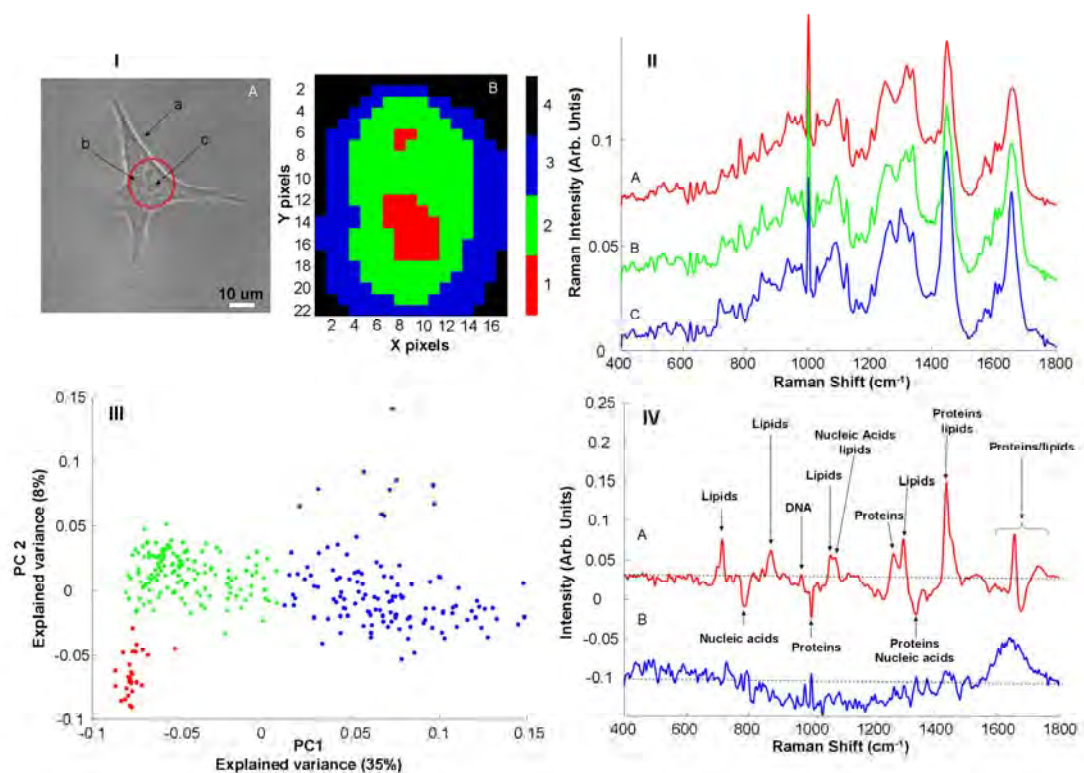 I
A
a
b
c
10 um
B
2
4
6
8
10
12
14
16
18
20
22
Y pixels
2 4 6 8 10 12 14 16
X pixels
4
3
2
1
II
Raman Intensity (Arb. Untis)
0.1
0.05
0
A
B
C
400 600 800 1000 1200 1400 1600 1800
Raman Shift (cm-1)
III
PC 2
Explained variance (8%)
0.15
0.1
0.05
0
-0.05
-0.1
-0.1 -0.05 0 0.05 0.1 0.15
PC1
Explained variance (35%)
IV
Intensity (Arb. Units)
0.25
0.2
0.15
0.1
0.05
0
-0.05
-0.1
A
B
Lipids
Lipids
DNA
Lipids
Nucleic Acids
lipids
Proteins
Lipids
Proteins
lipids
Proteins/lipids
Nucleic acids
Proteins
Proteins
Nucleic acids
400 600 800 1000 1200 1400 1600 1800
Raman Shift (cm-1)